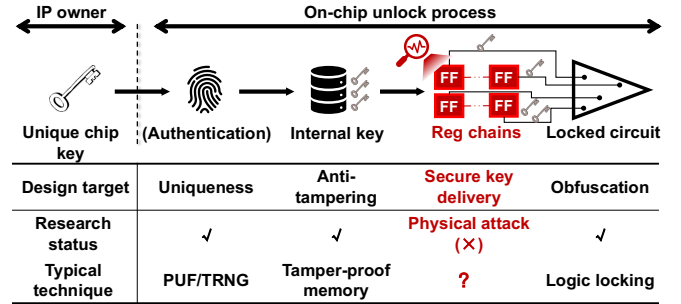 IP owner
On-chip unlock process
FF
FF
FF
FF
Unique chip
key
(Authentication)
Internal key
Reg chains
Locked circuit
Design target
Uniqueness
Anti-
tampering
Secure key
delivery
Obfuscation
Research
status
√
√
Physical attack
(×)
√
Typical
technique
PUF/TRNG
Tamper-proof
memory
?
Logic locking